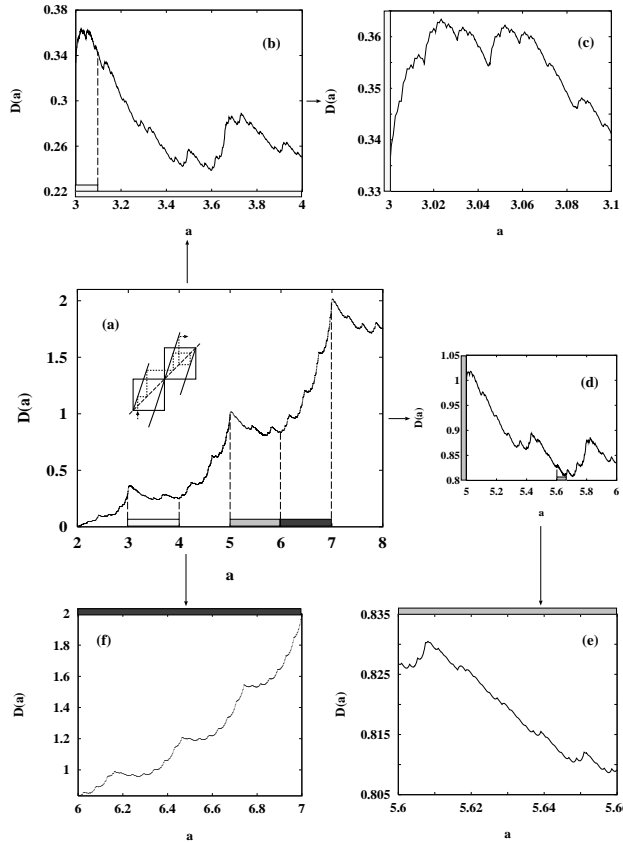 (b)
0.38
0.34
0.3
0.26
0.22
D(a)
3 3.2 3.4 3.6 3.8 4
a
(c)
0.36
0.35
0.34
0.33
D(a)
3 3.02 3.04 3.06 3.08 3.1
a
(a)
2
1.5
1
0.5
0
D(a)
2 3 4 5 6 7 8
a
(d)
1.05
1
0.95
0.9
0.85
0.8
D(a)
5 5.2 5.4 5.6 5.8 6
a
(f)
2
1.8
1.6
1.4
1.2
1
D(a)
6 6.2 6.4 6.6 6.8 7
a
(e)
0.835
0.825
0.815
0.805
D(a)
5.6 5.62 5.64 5.66
a